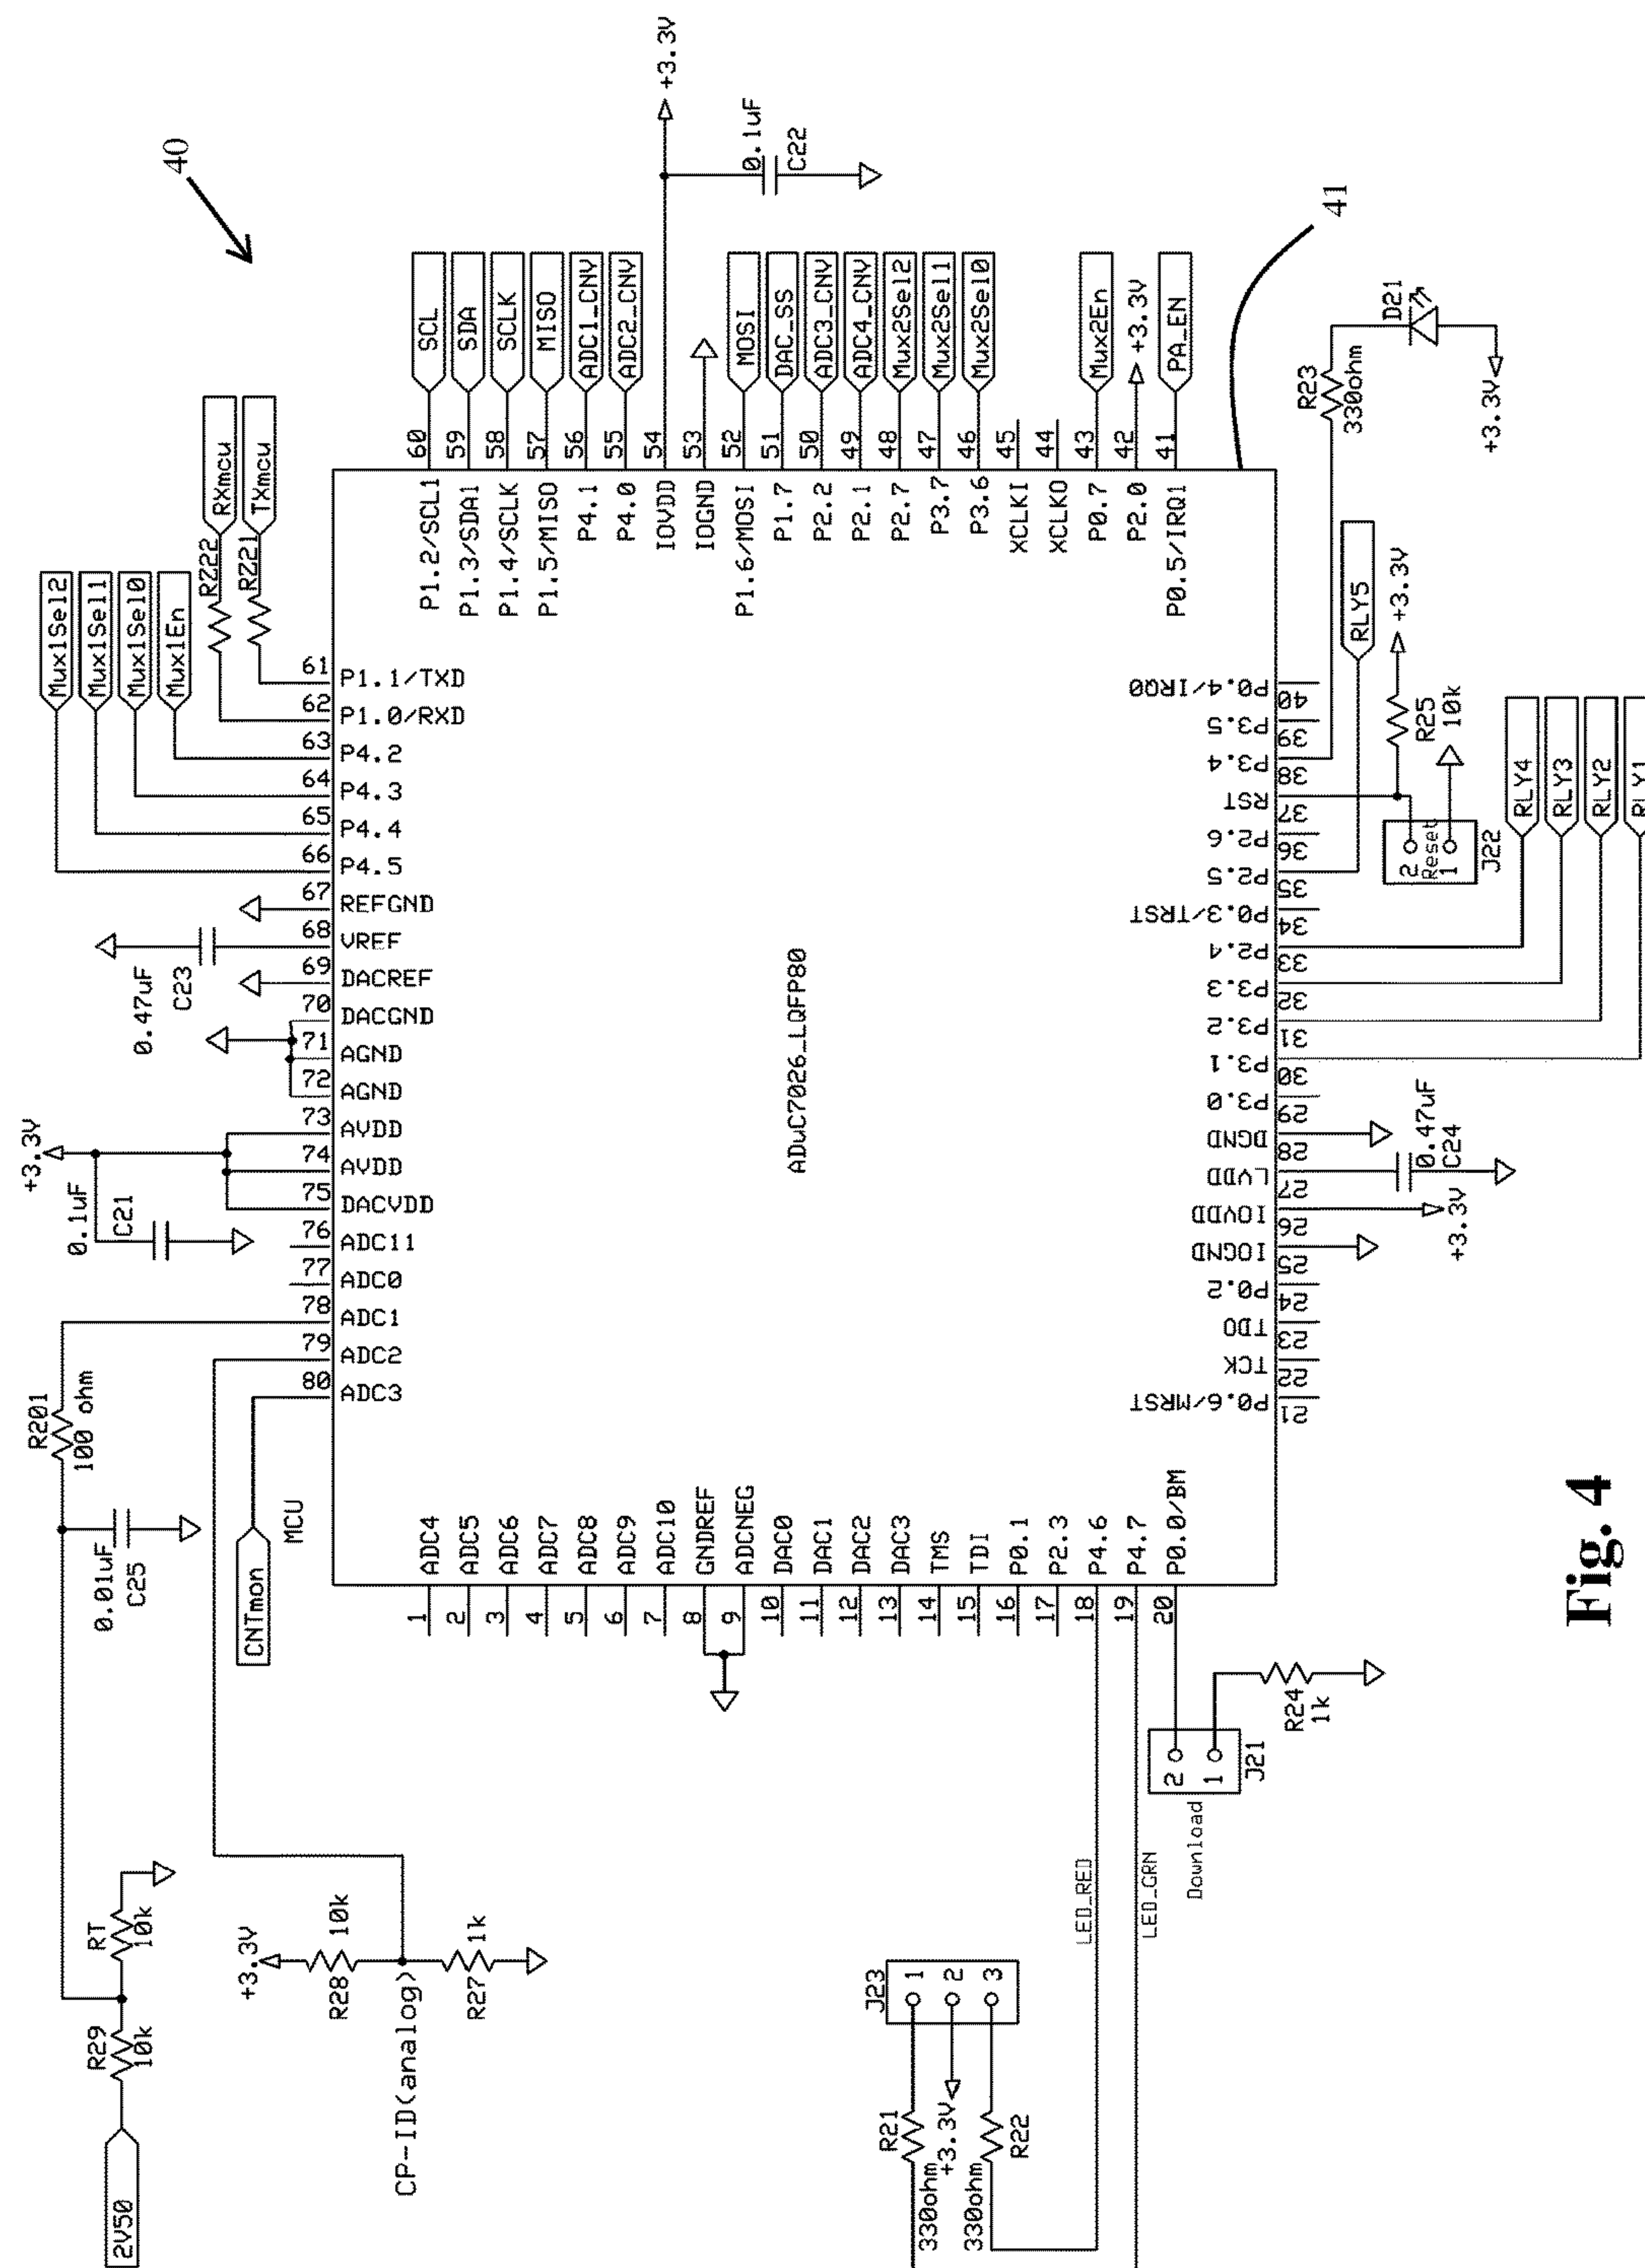 40
41
+3.3V
0.1uF
C22
SCL
SDA
SCLK
MISO
ADC1_CNV
ADC2_CNV
MOSI
DAC_SS
ADC3_CNV
ADC4_CNV
Mux2Sel2
Mux2Sel1
Mux2Sel0
Mux2En
+3.3V
PA_EN
60
59
58
57
56
55
54
53
52
51
50
49
48
47
46
45
44
43
42
41
P1.2/SCL1
P1.3/SDA1
P1.4/SCLK
P1.5/MISO
P4.1
P4.0
IOVDD
IOGND
P1.6/MOSI
P1.7
P2.2
P2.1
P2.7
P3.7
P3.6
XCLKI
XCLKO
P0.7
P2.0
P0.5/IRQ1
RXmcu
TXmcu
RZ22
RZ21
Mux1Sel2
Mux1Sel1
Mux1Sel0
Mux1En
61 P1.1/TXD
62 P1.0/RXD
63 P4.2
64 P4.3
65 P4.4
66 P4.5
67 REFGND
68 VREF
69 DACREF
70 DACGND
71 AGND
72 AGND
73 AVDD
74 AVDD
75 DACVDD
76 ADC11
77 ADC0
78 ADC1
79 ADC2
80 ADC3
0.47uF
C23
+3.3V
0.1uF
C21
R201
100 ohm
0.01uF
C25
CNTmon
MCU
ADuC7026_LQFP80
P0.4/IRQ0 40
P3.5 39
P3.4 38
RST 37
P2.6 36
P2.5 35
P0.3/TRST 34
P2.4 33
P3.3 32
P3.2 31
P3.1 30
P3.0 29
DGND 28
LVDD 27
IOVDD 26
IOGND 25
P0.2 24
TDO 23
TCK 22
P0.6/MRST 21
R23
330ohm
D21
+3.3V
RLY5
+3.3V
R25
10k
2
Reset
1
J22
RLY4
RLY3
RLY2
RLY1
0.47uF
C24
+3.3V
ADC4
ADC5
ADC6
ADC7
ADC8
ADC9
ADC10
GNDREF
ADCNEG
DAC0
DAC1
DAC2
DAC3
TMS
TDI
P0.1
P2.3
P4.6
P4.7
P0.0/BM
1
2
3
4
5
6
7
8
9
10
11
12
13
14
15
16
17
18
19
20
R24
1k
2
1
J21
Download
LED_RED
LED_GRN
2V50
R29
10k
RT
10k
+3.3V
R28
10k
CP-ID(analog)
R27
1k
J23
1
2
3
R21
330ohm
+3.3V
R22
330ohm
Fig. 4